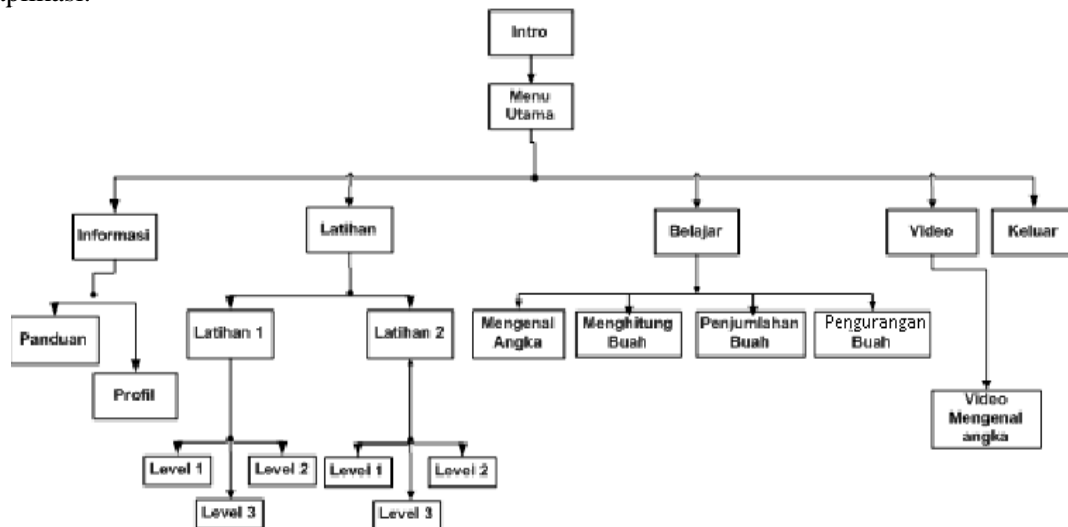 Intro
Menu
Utama
Informasi
Latihan
Belajar
Video
Keluar
Panduan
Profil
Latihan 1
Latihan 2
Mengenal
Angka
Menghitung
Buah
Penjumlahan
Buah
Pengurangan
Buah
Video
Mengenal
angka
Level 1
Level 2
Level 3
Level 1
Level 2
Level 3